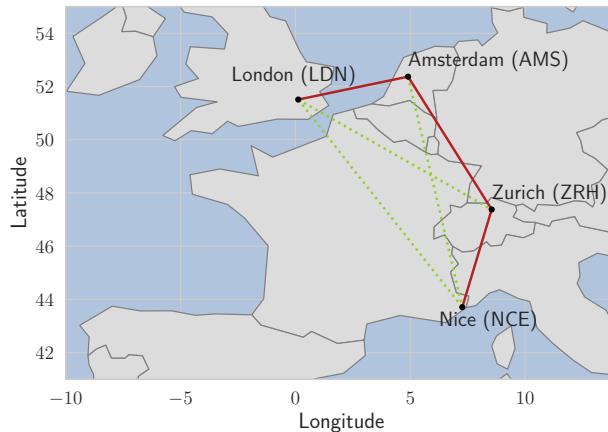 55
54
52
50
48
46
44
42
Latitude
London (LDN)
Amsterdam (AMS)
Zurich (ZRH)
Nice (NCE)
−10
−5
0
5
10
Longitude